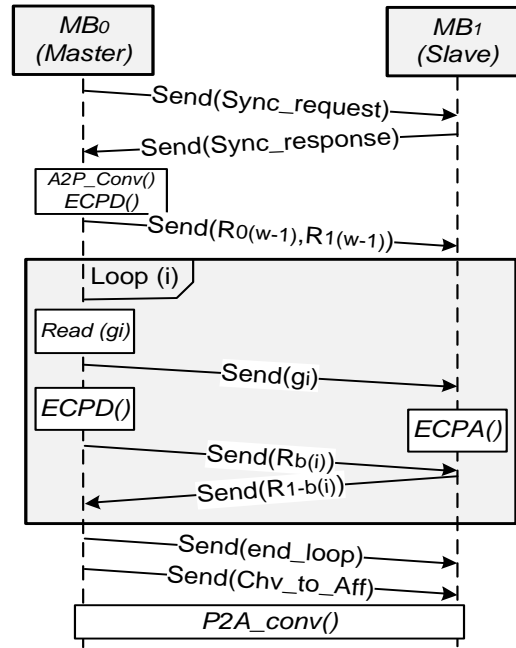 MB0
(Master)
MB1
(Slave)
Send(Sync_request)
Send(Sync_response)
A2P_Conv()
ECPD()
Send(R0(w-1),R1(w-1))
Loop (i)
Read (gi)
Send(gi)
ECPD()
ECPA()
Send(Rb(i))
Send(R1-b(i))
Send(end_loop)
Send(Chv_to_Aff)
P2A_conv()